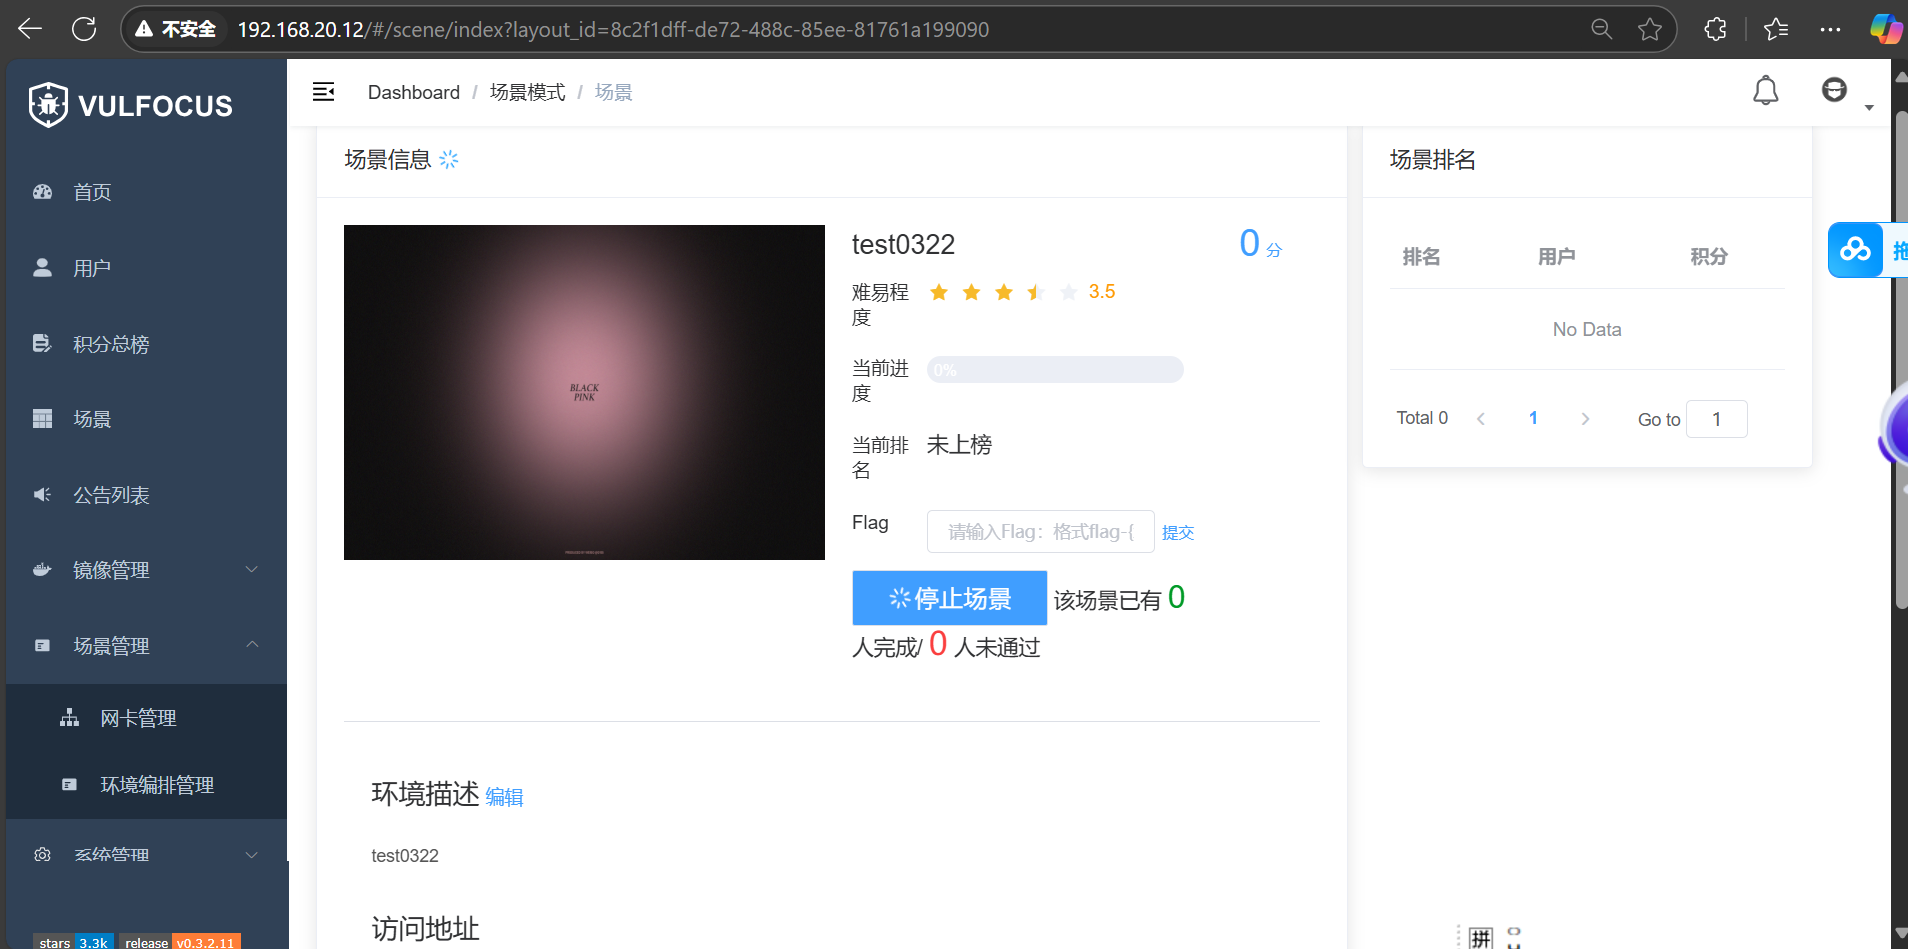 不安全 192.168.20.12/#/scene/index?layout_id=8c2f1dff-de72-488c-85ee-81761a199090
VULFOCUS
首页
用户
积分总榜
场景
公告列表
镜像管理
场景管理
网卡管理
环境编排管理
系统管理
stars 3.3k release v0.3.2.11
Dashboard / 场景模式 / 场景
场景信息
BLACK
PINK
test0322
0 分
难易程
度
3.5
当前进
度
0%
当前排
名
未上榜
Flag
请输入Flag：格式flag-{
提交
停止场景 该场景已有 0
人完成/ 0 人未通过
环境描述 编辑
test0322
访问地址
场景排名
排名 用户 积分
No Data
Total 0 1 Go to 1
拼